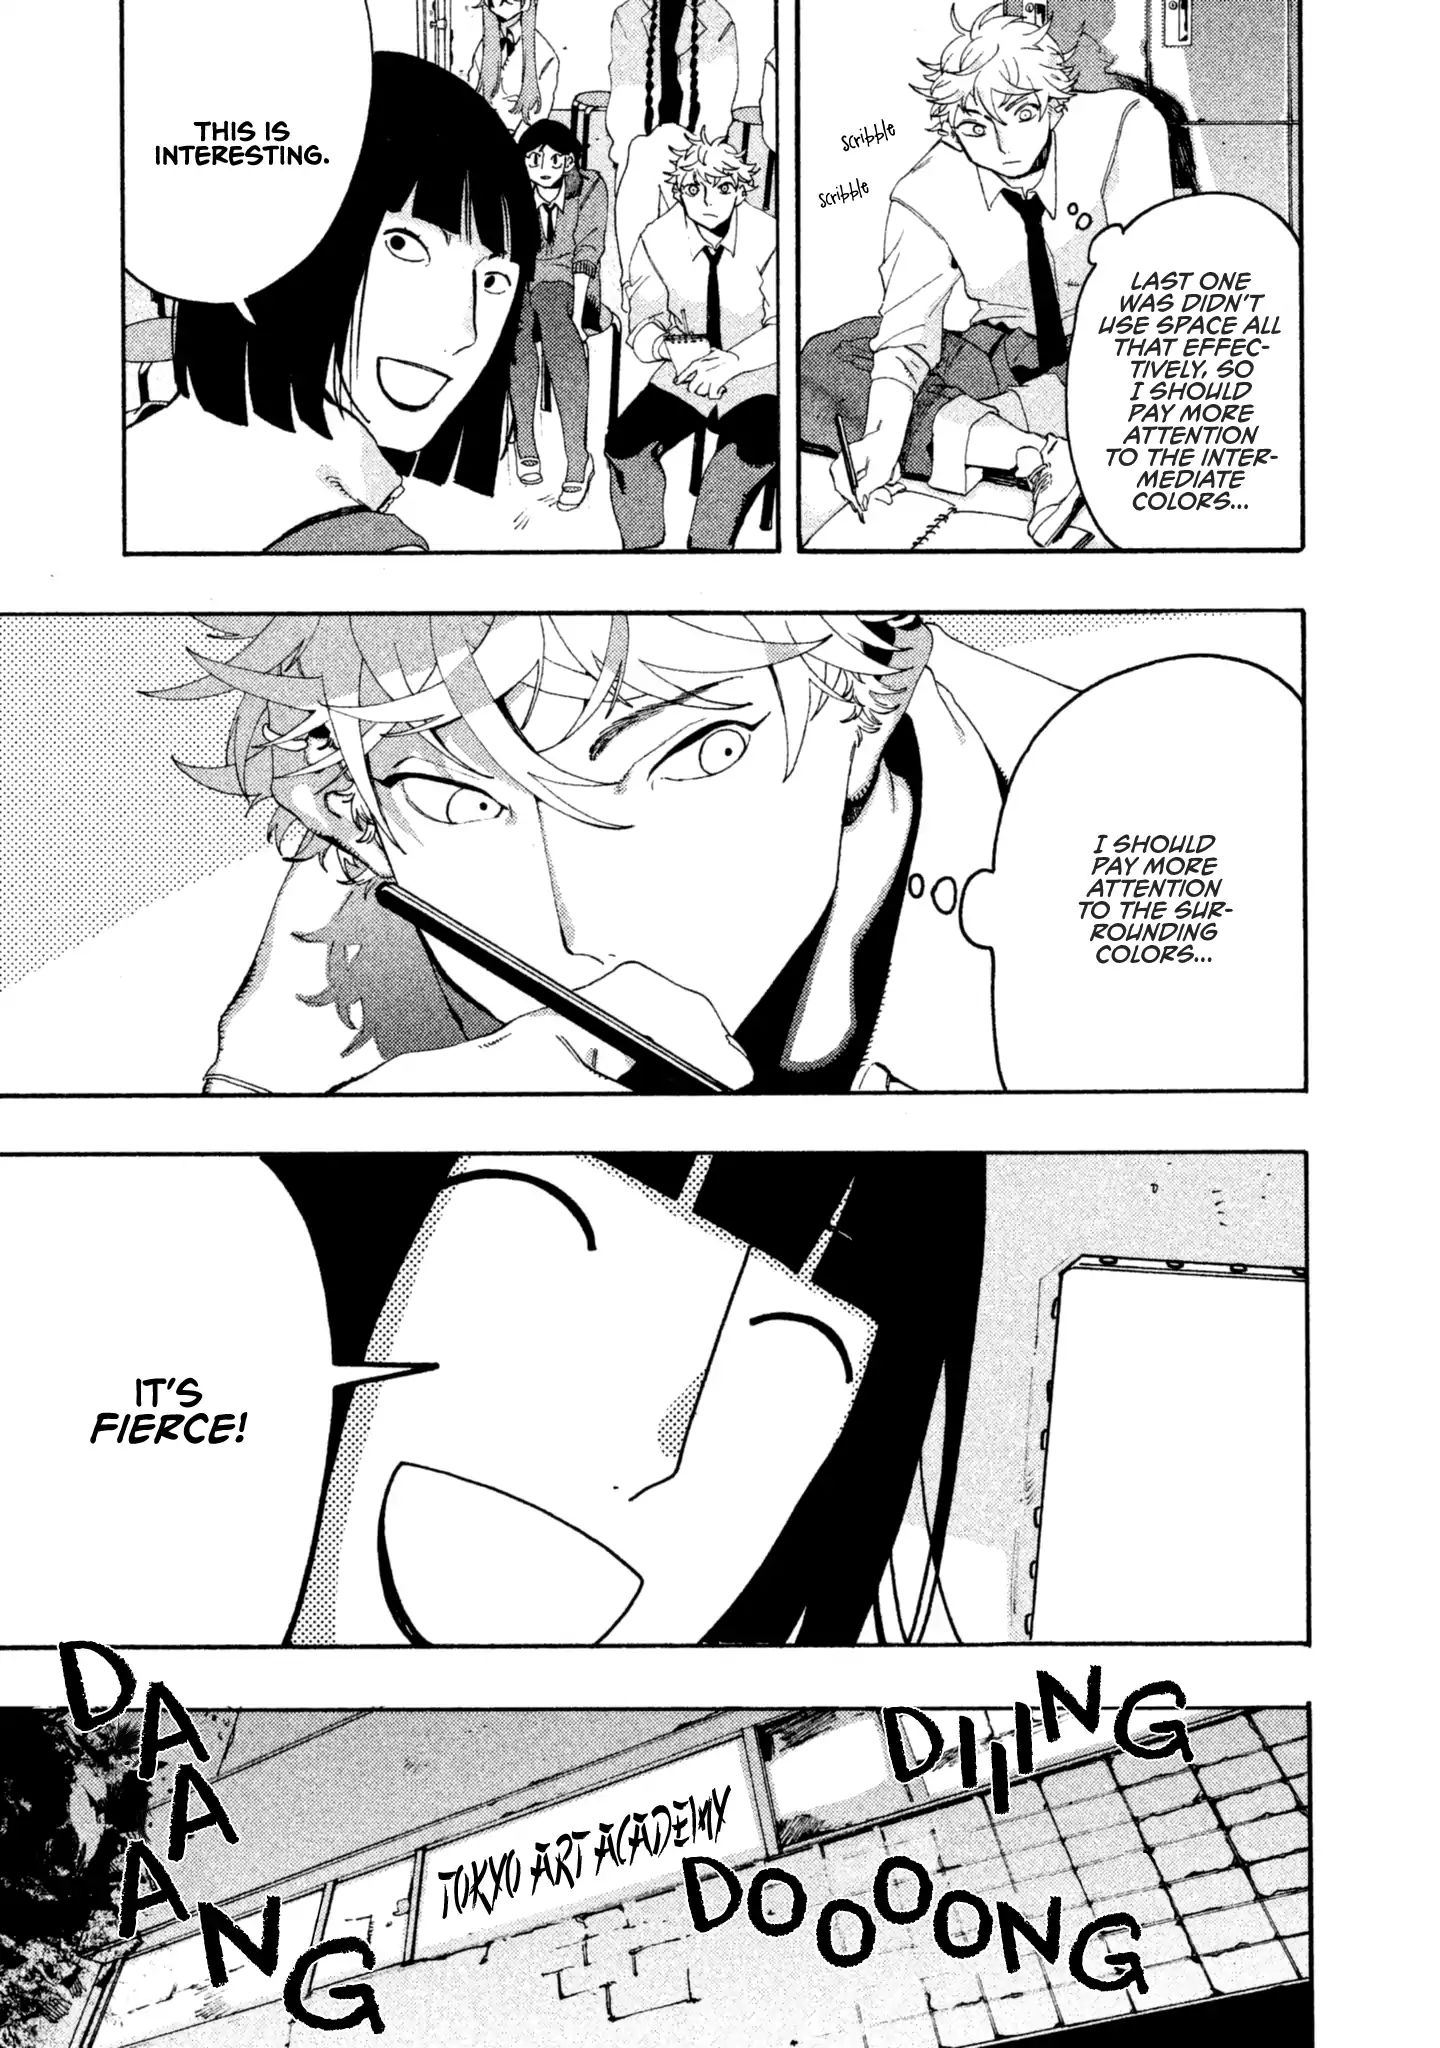 scribble
scribble
LAST ONE
WAS DIDN'T
USE SPACE ALL
THAT EFFEC-
TIVELY, SO
I SHOULD
PAY MORE
ATTENTION
TO THE INTER-
MEDIATE
COLORS...
THIS IS
INTERESTING.
I SHOULD
PAY MORE
ATTENTION
TO THE SUR-
ROUNDING
COLORS...
IT'S
FIERCE!
DIIING
DOOOOONG
DAAAANG
TOKYO ART ACADEMY